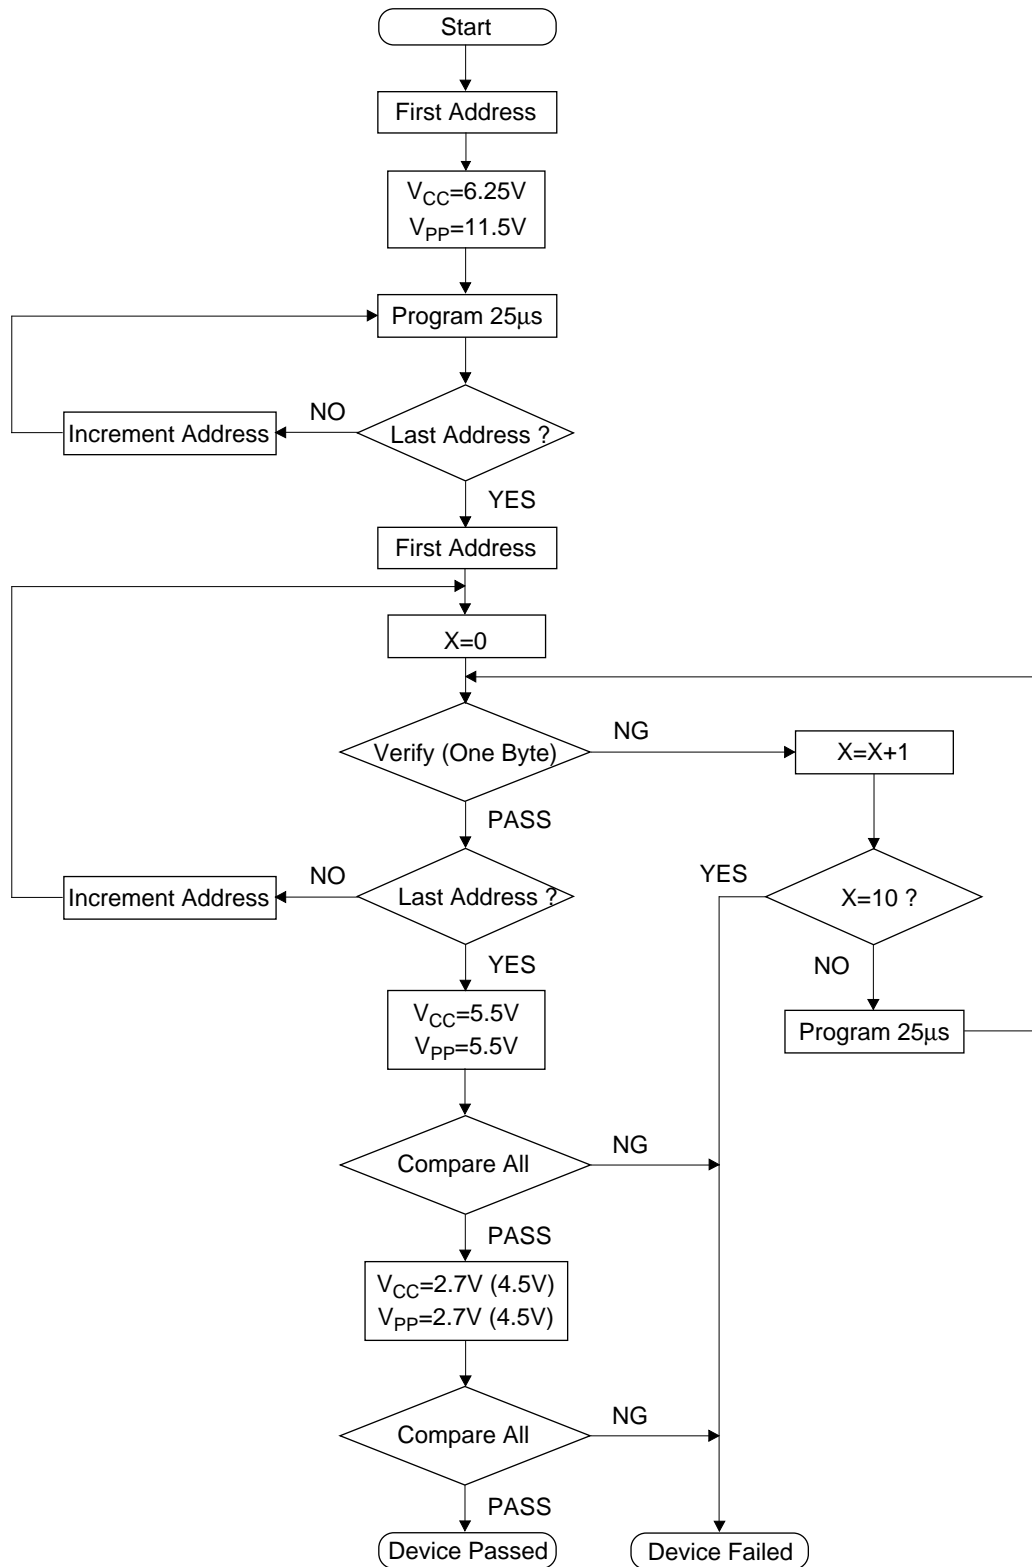 Start
First Address
VCC=6.25V
VPP=11.5V
Program 25μs
NO
Increment Address
Last Address ?
YES
First Address
X=0
Verify (One Byte)
NG
X=X+1
PASS
NO
Increment Address
Last Address ?
YES
X=10 ?
YES
NO
VCC=5.5V
VPP=5.5V
Program 25μs
Compare All
NG
PASS
VCC=2.7V (4.5V)
VPP=2.7V (4.5V)
Compare All
NG
PASS
Device Passed
Device Failed